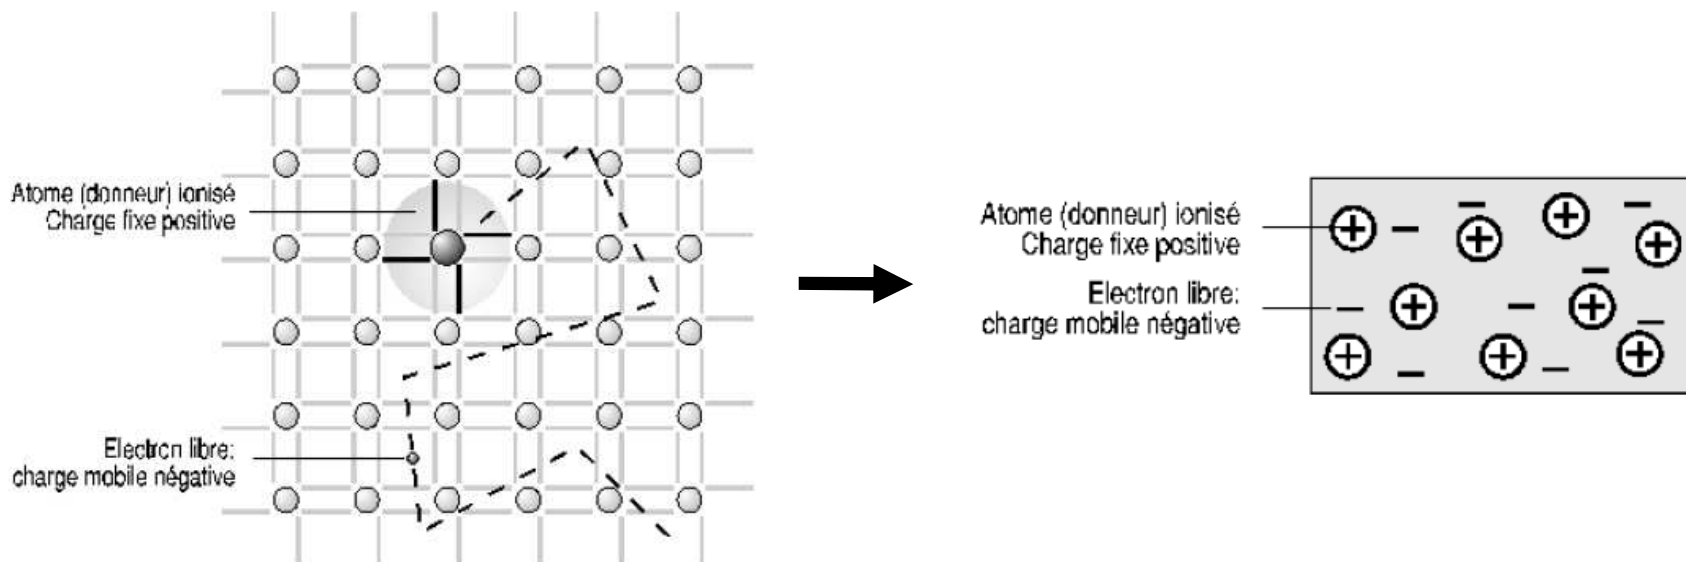 Atome (donneur) ionisé
Charge fixe positive
Electron libre:
charge mobile négative
Atome (donneur) ionisé
Charge fixe positive
Electron libre:
charge mobile négative